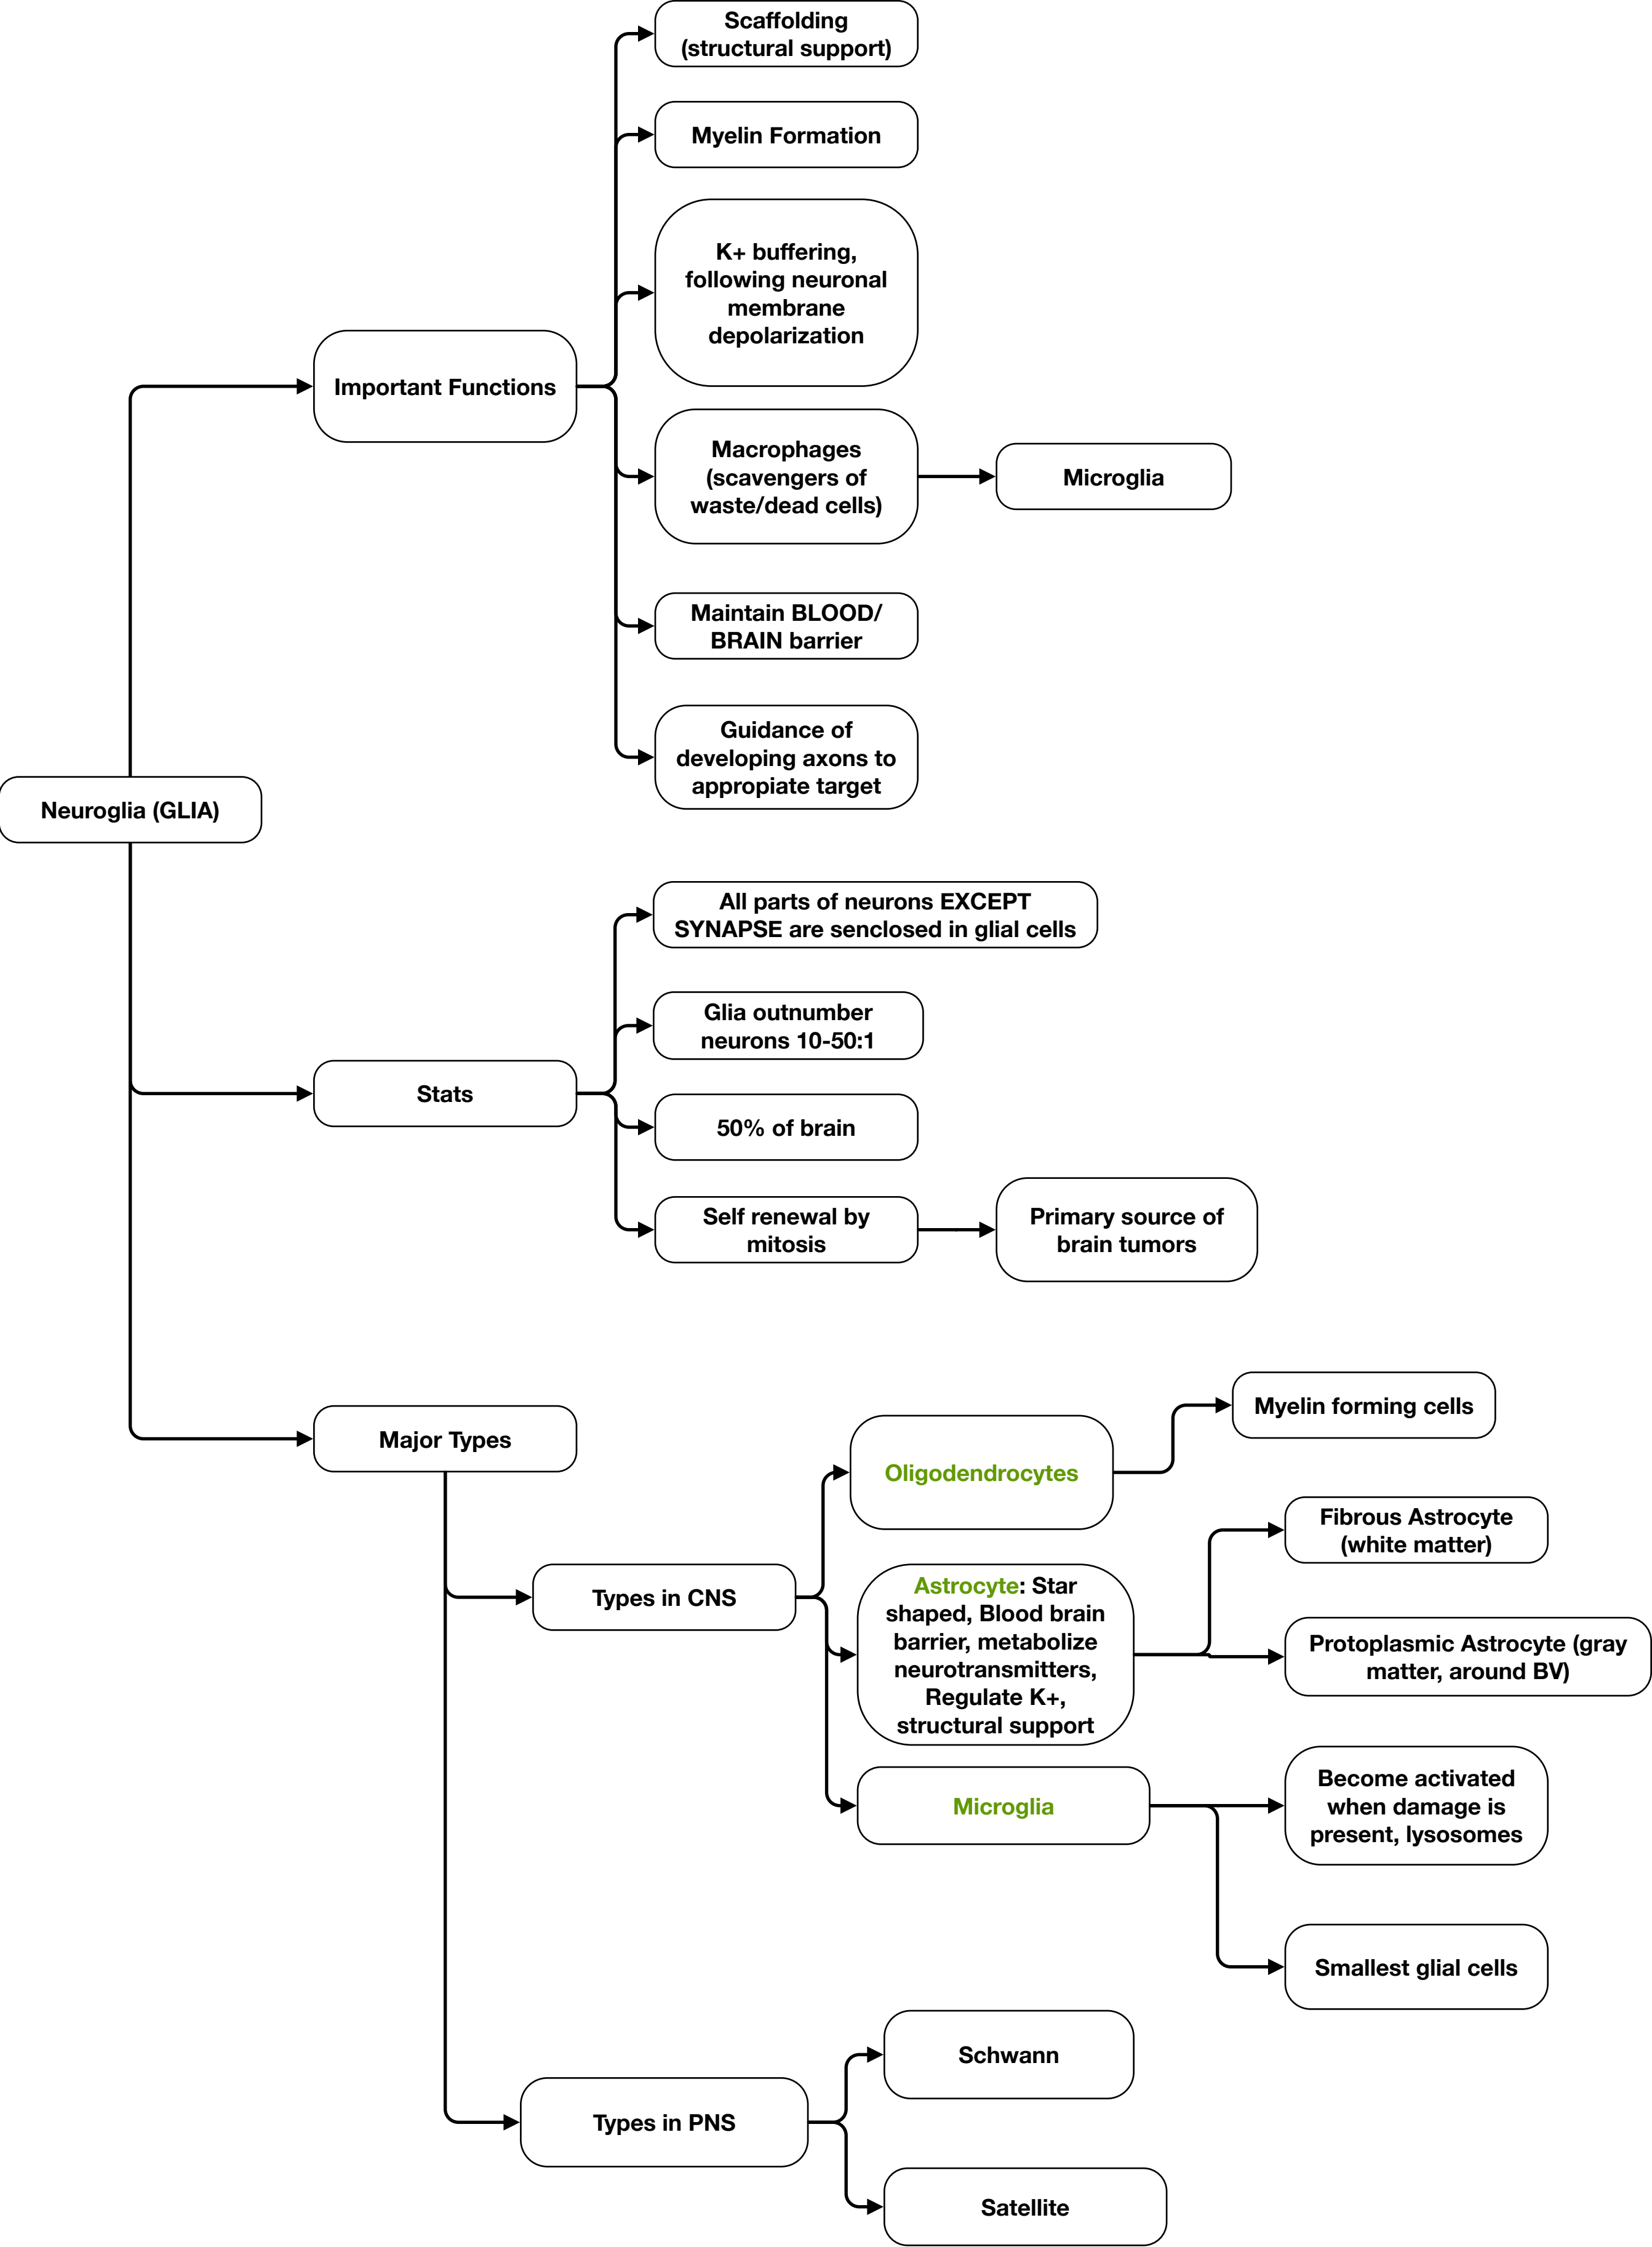 Scaffolding
(structural support)
Myelin Formation
K+ buffering,
following neuronal
membrane
depolarization
Important Functions
Macrophages
(scavengers of
waste/dead cells)
Microglia
Maintain BLOOD/
BRAIN barrier
Guidance of
developing axons to
appropiate target
Neuroglia (GLIA)
All parts of neurons EXCEPT
SYNAPSE are senclosed in glial cells
Glia outnumber
neurons 10-50:1
Stats
50% of brain
Self renewal by
mitosis
Primary source of
brain tumors
Major Types
Myelin forming cells
Oligodendrocytes
Types in CNS
Astrocyte: Star
shaped, Blood brain
barrier, metabolize
neurotransmitters,
Regulate K+,
structural support
Fibrous Astrocyte
(white matter)
Protoplasmic Astrocyte (gray
matter, around BV)
Microglia
Become activated
when damage is
present, lysosomes
Smallest glial cells
Schwann
Types in PNS
Satellite